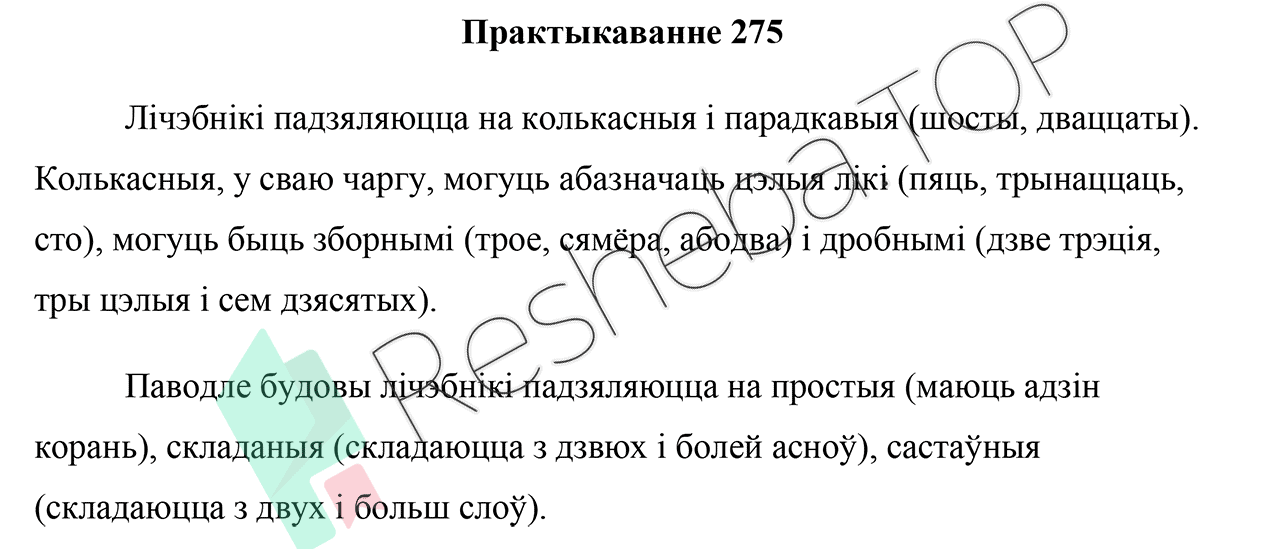 Практыкаванне 275
Лічэбнікі падзяляюцца на колькасныя і парадкавыя (шосты, дваццаты).
Колькасныя, у сваю чаргу, могуць абазначаць цэлыя лікі (пяць, трынаццаць,
сто), могуць быць зборнымі (трое, сямёра, абодва) і дробнымі (дзве трэція,
тры цэлыя і сем дзясятых).
Паводле будовы лічэбнікі падзяляюцца на простыя (маюць адзін
корань), складаныя (складаюцца з дзвюх і болей асноў), састаўныя
(складаюцца з двух і больш слоў).
Resheba TOP